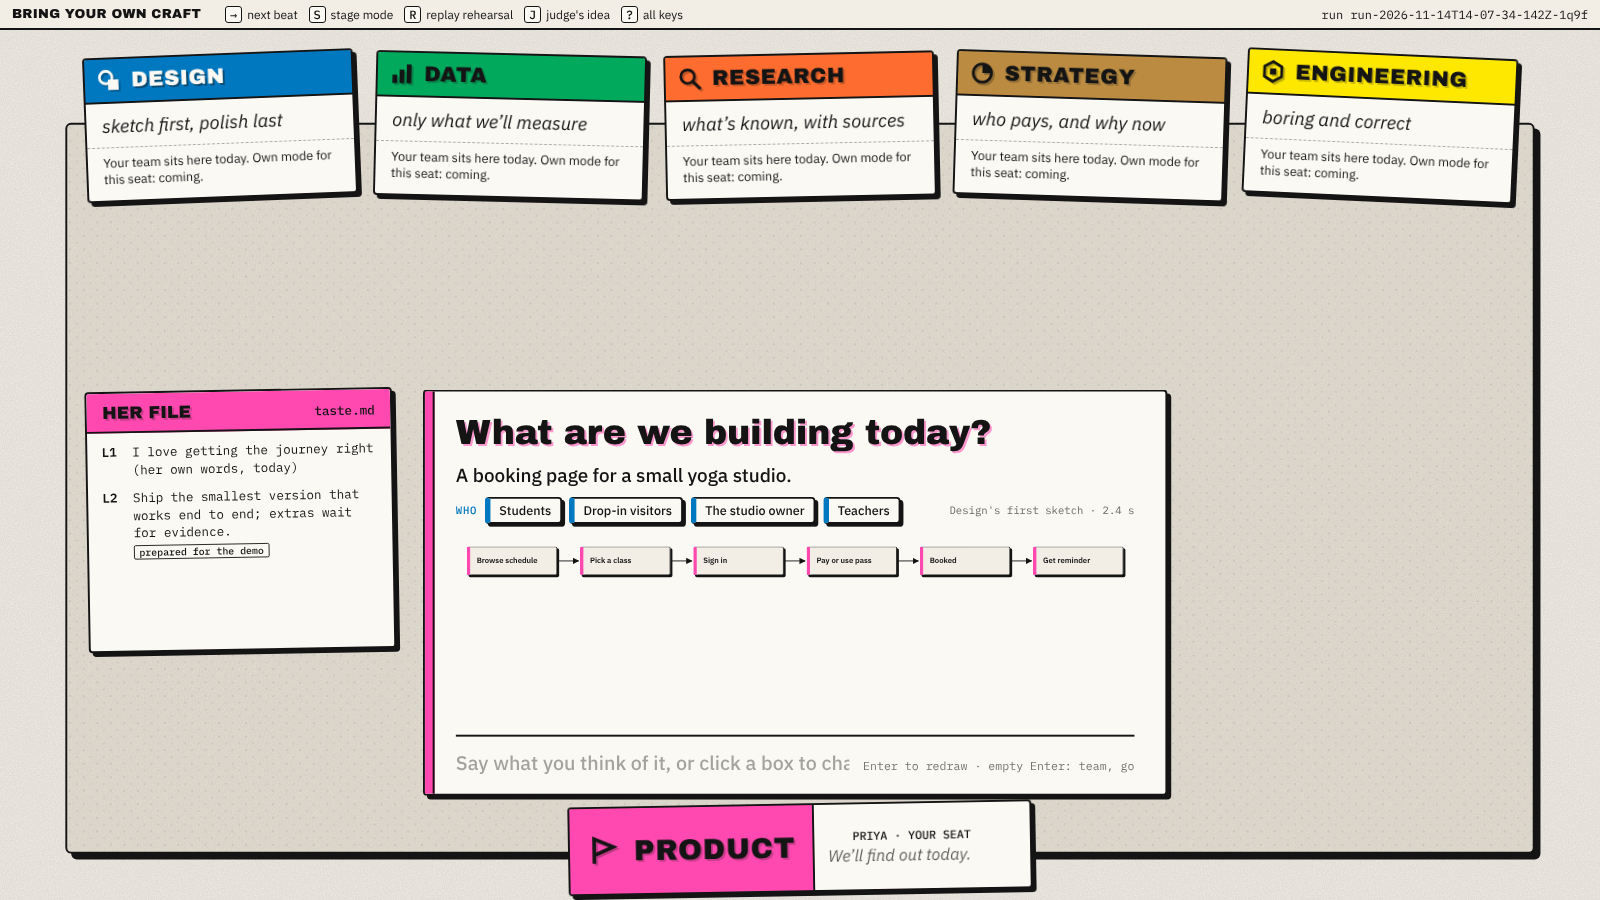 BRING YOUR OWN CRAFT → next beat S stage mode R replay rehearsal J judge's idea ? all keys run run-2026-11-14T14-07-34-142Z-1q9f
DESIGN
sketch first, polish last
Your team sits here today. Own mode for
this seat: coming.
DATA
only what we'll measure
Your team sits here today. Own mode for
this seat: coming.
RESEARCH
what's known, with sources
Your team sits here today. Own mode for
this seat: coming.
STRATEGY
who pays, and why now
Your team sits here today. Own mode for
this seat: coming.
ENGINEERING
boring and correct
Your team sits here today. Own mode for
this seat: coming.
HER FILE taste.md
L1 I love getting the journey right
(her own words, today)
L2 Ship the smallest version that
works end to end; extras wait
for evidence.
prepared for the demo
What are we building today?
A booking page for a small yoga studio.
WHO Students Drop-in visitors The studio owner Teachers Design's first sketch · 2.4 s
Browse schedule Pick a class Sign in Pay or use pass Booked Get reminder
Say what you think of it, or click a box to cha Enter to redraw · empty Enter: team, go
PRODUCT
PRIYA · YOUR SEAT
We'll find out today.